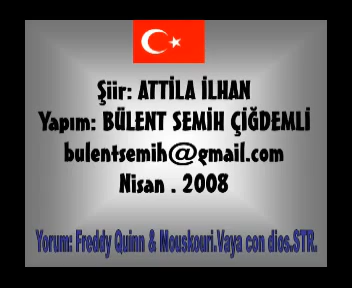 Şiir: ATTİLA İLHAN
Yapım: BÜLENT SEMİH ÇİĞDEMLİ
bulentsemih@gmail.com
Nisan . 2008
Yorum: Freddy Quinn & Mouskouri.Vaya con dios.STR.